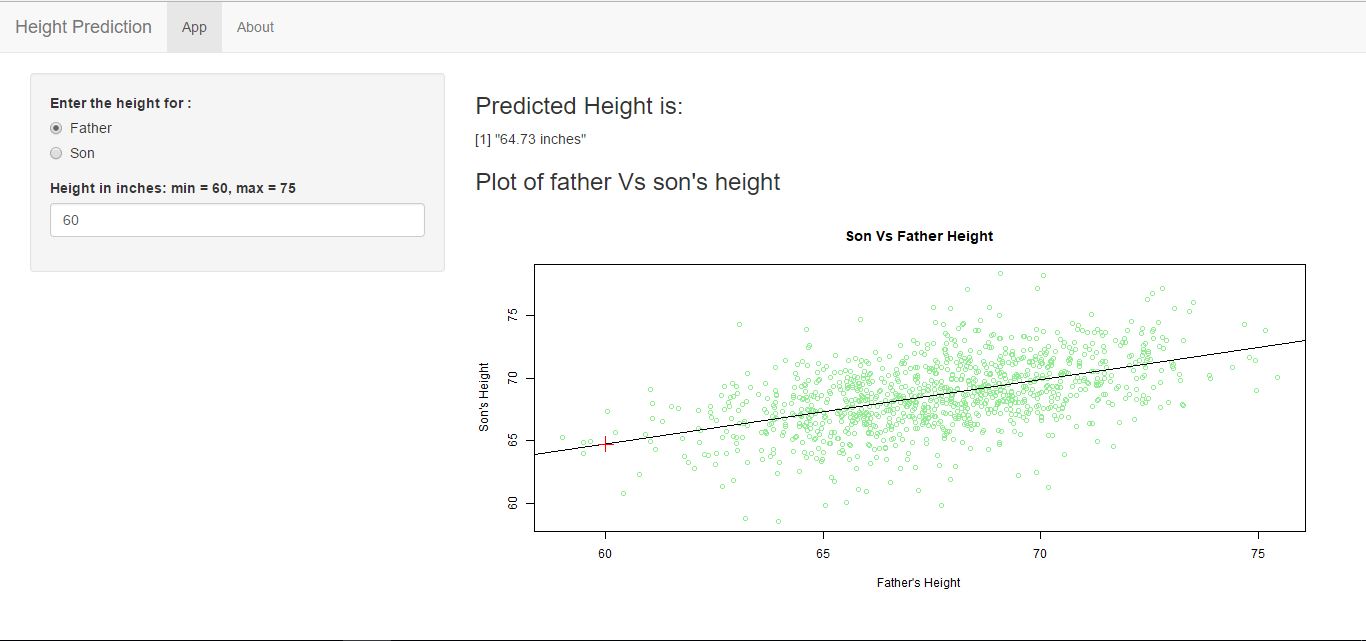 Height Prediction App About
Enter the height for :
Father
Son
Height in inches: min = 60, max = 75
60
Predicted Height is:
[1] "64.73 inches"
Plot of father Vs son's height
Son Vs Father Height
Son's Height
75
70
65
60
60 65 70 75
Father's Height